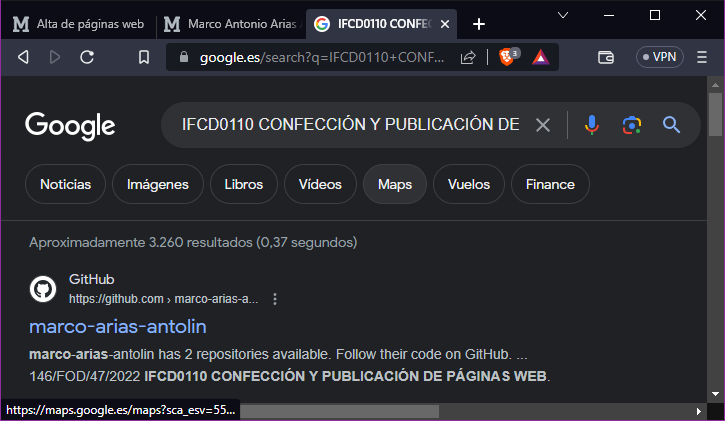 Alta de páginas web
Marco Antonio Arias A
IFCD0110 CONFEC
google.es/search?q=IFCD0110+CONF...
3
VPN
Google
IFCD0110 CONFECCIÓN Y PUBLICACIÓN DE
Noticias
Imágenes
Libros
Vídeos
Maps
Vuelos
Finance
Aproximadamente 3.260 resultados (0,37 segundos)
GitHub
https://github.com › marco-arias-a...
marco-arias-antolin
marco-arias-antolin has 2 repositories available. Follow their code on GitHub. ...
146/FOD/47/2022 IFCD0110 CONFECCIÓN Y PUBLICACIÓN DE PÁGINAS WEB.
https://maps.google.es/maps?sca_esv=55...